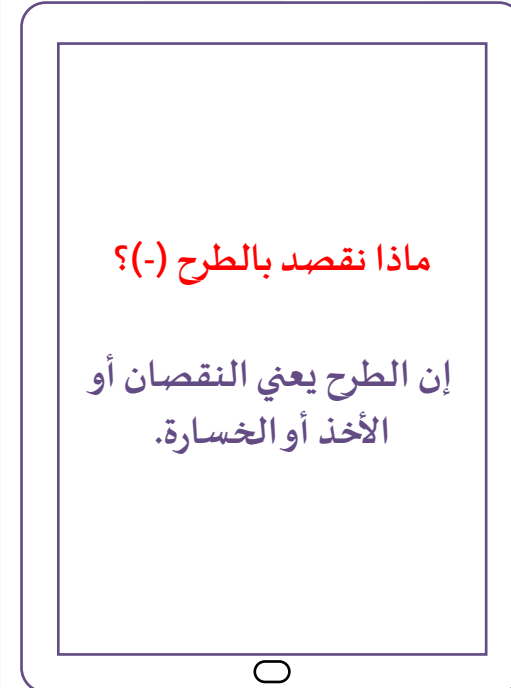 ماذا نقصد بالطرح (-)؟
إن الطرح يعني النقصان أو
الأخذ أو الخسارة.